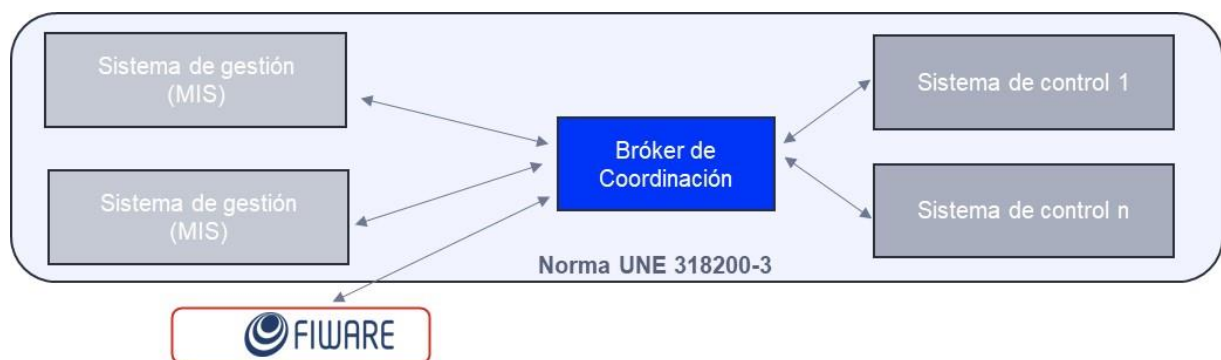 Sistema de gestión
(MIS)
Sistema de control 1
Bróker de
Coordinación
Sistema de gestión
(MIS)
Sistema de control n
Norma UNE 318200-3
FIWARE